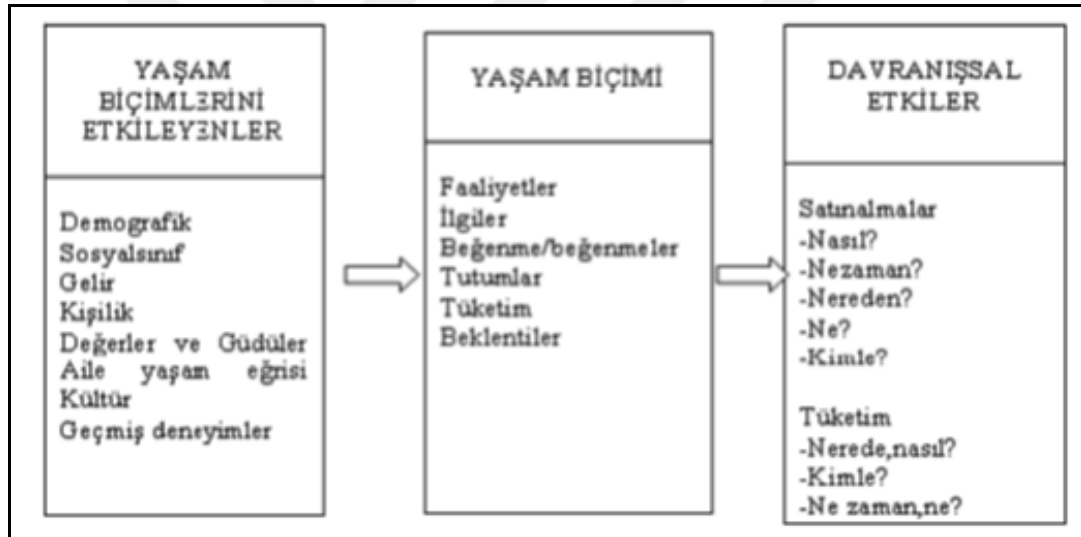 YAŞAM
BİÇİMLERİNİ
ETKİLEYENLER
Demografik
Sosyalsınıf
Gelir
Kişilik
Değerler ve Güdüler
Aile yaşam eğrisi
Kültür
Geçmiş deneyimler
YAŞAM BİÇİMİ
Faaliyetler
İlgiler
Beğenme/beğenmeler
Tutumlar
Tüketim
Beklentiler
DAVRANIŞSAL
ETKİLER
Satınalmalar
-Nasıl?
-Nezaman?
-Nereden?
-Ne?
-Kimle?
Tüketim
-Nerede,nasıl?
-Kimle?
-Ne zaman,ne?